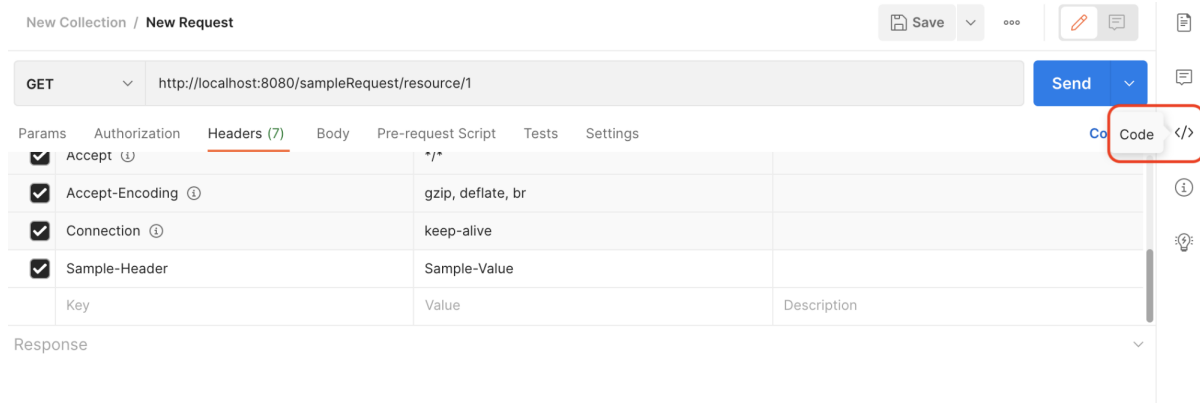 New Collection / New Request Save
GET http://localhost:8080/sampleRequest/resource/1 Send
Params Authorization Headers (7) Body Pre-request Script Tests Settings Co Code </>
Accept */*
Accept-Encoding gzip, deflate, br
Connection keep-alive
Sample-Header Sample-Value
Key Value Description
Response